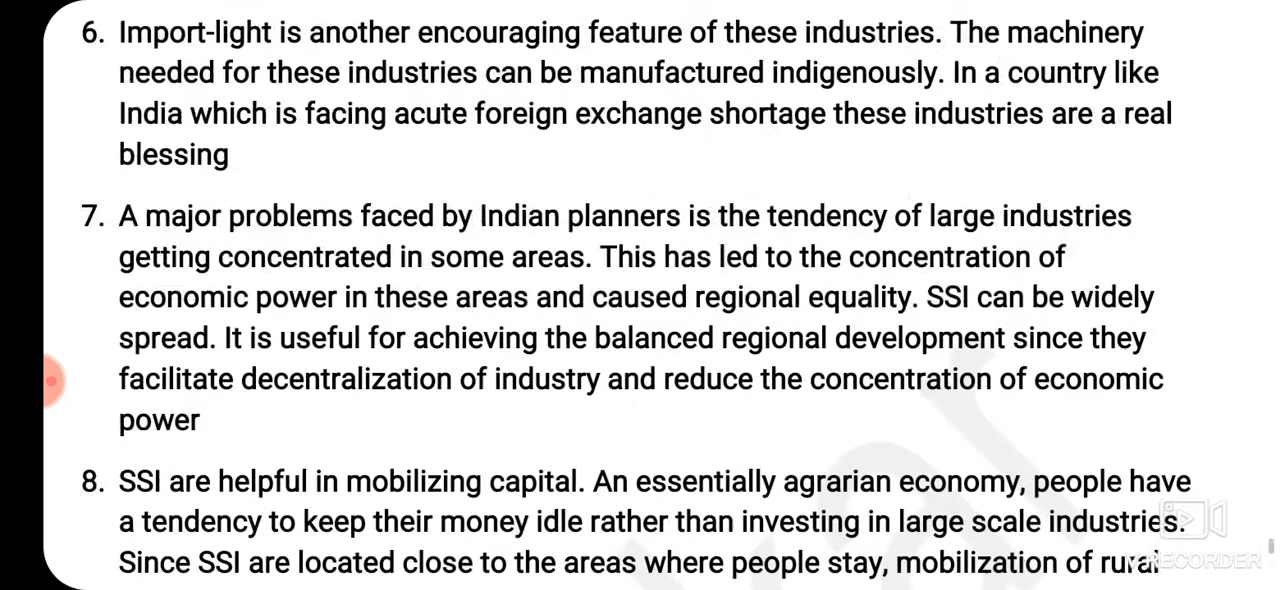 6. Import-light is another encouraging feature of these industries. The machinery
needed for these industries can be manufactured indigenously. In a country like
India which is facing acute foreign exchange shortage these industries are a real
blessing
7. A major problems faced by Indian planners is the tendency of large industries
getting concentrated in some areas. This has led to the concentration of
economic power in these areas and caused regional equality. SSI can be widely
spread. It is useful for achieving the balanced regional development since they
facilitate decentralization of industry and reduce the concentration of economic
power
8. SSI are helpful in mobilizing capital. An essentially agrarian economy, people have
a tendency to keep their money idle rather than investing in large scale industries.
Since SSI are located close to the areas where people stay, mobilization of rural
RECORDER